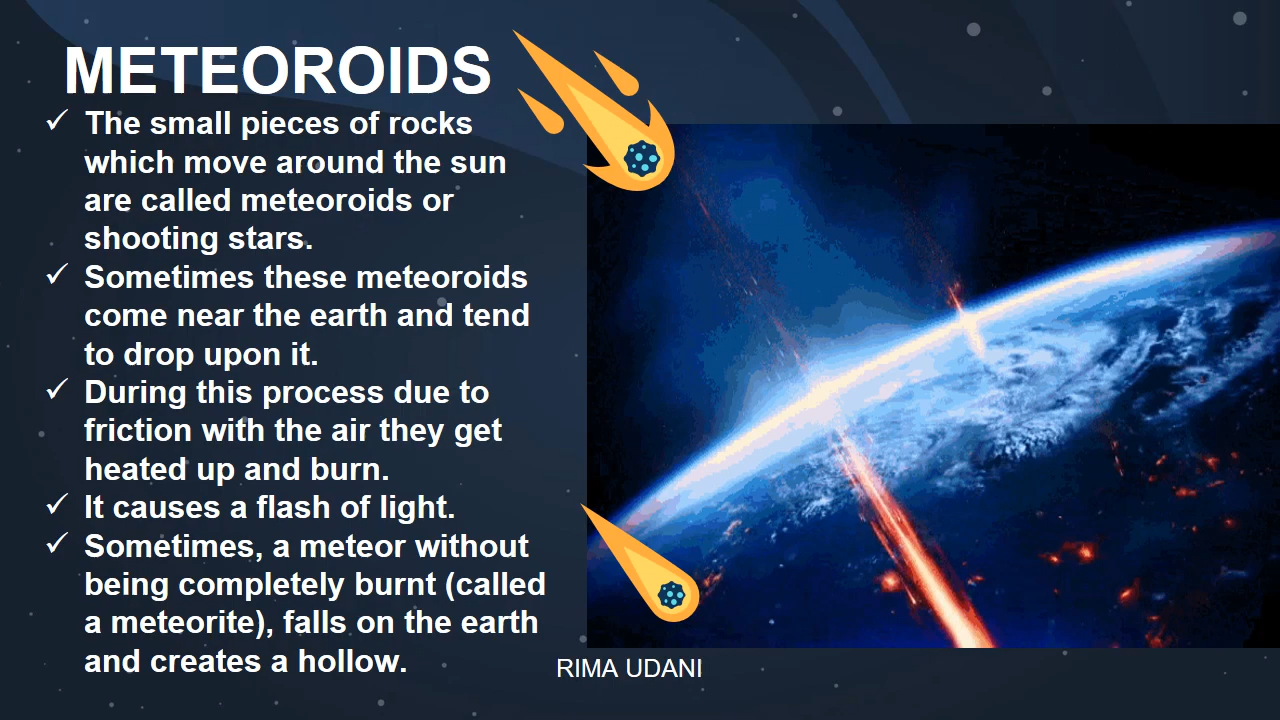 METEOROIDS
✓ The small pieces of rocks
which move around the sun
are called meteoroids or
shooting stars.
✓ Sometimes these meteoroids
come near the earth and tend
to drop upon it.
✓ During this process due to
friction with the air they get
heated up and burn.
✓ It causes a flash of light.
✓ Sometimes, a meteor without
being completely burnt (called
a meteorite), falls on the earth
and creates a hollow.
RIMA UDANI